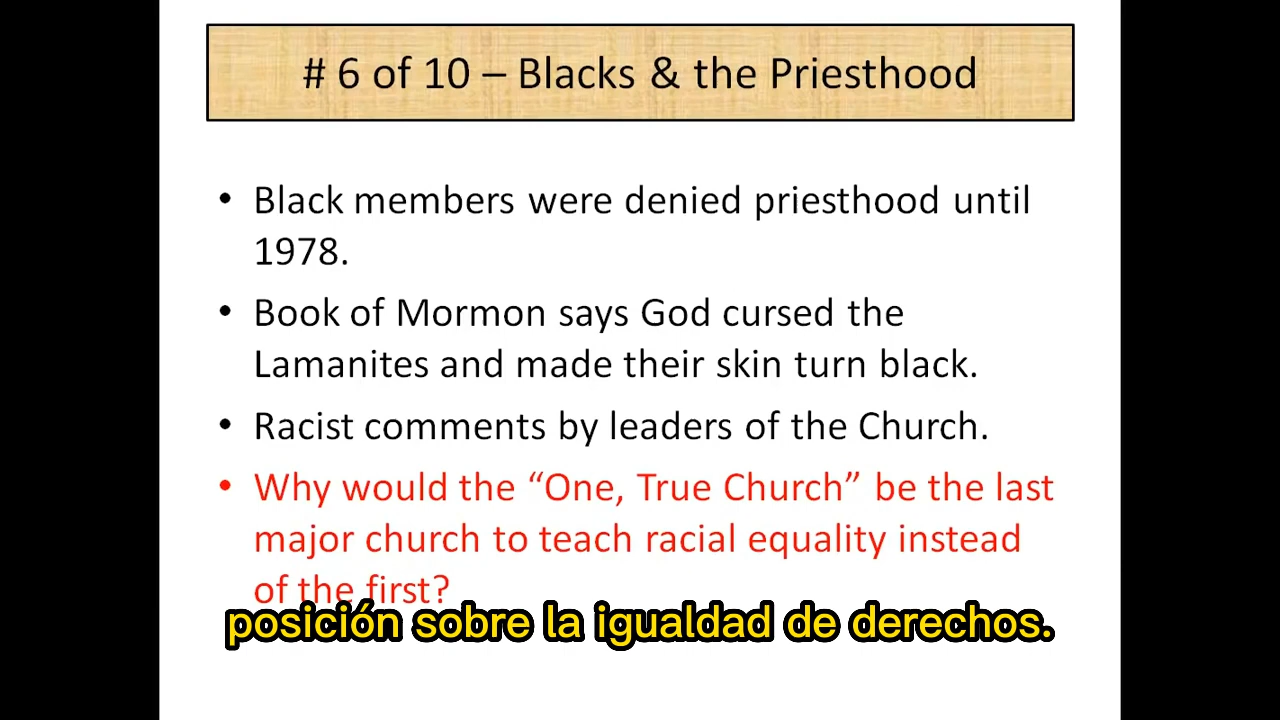 # 6 of 10 – Blacks & the Priesthood
• Black members were denied priesthood until
1978.
• Book of Mormon says God cursed the
Lamanites and made their skin turn black.
• Racist comments by leaders of the Church.
• Why would the “One, True Church” be the last
major church to teach racial equality instead
of the first?
posición sobre la igualdad de derechos.